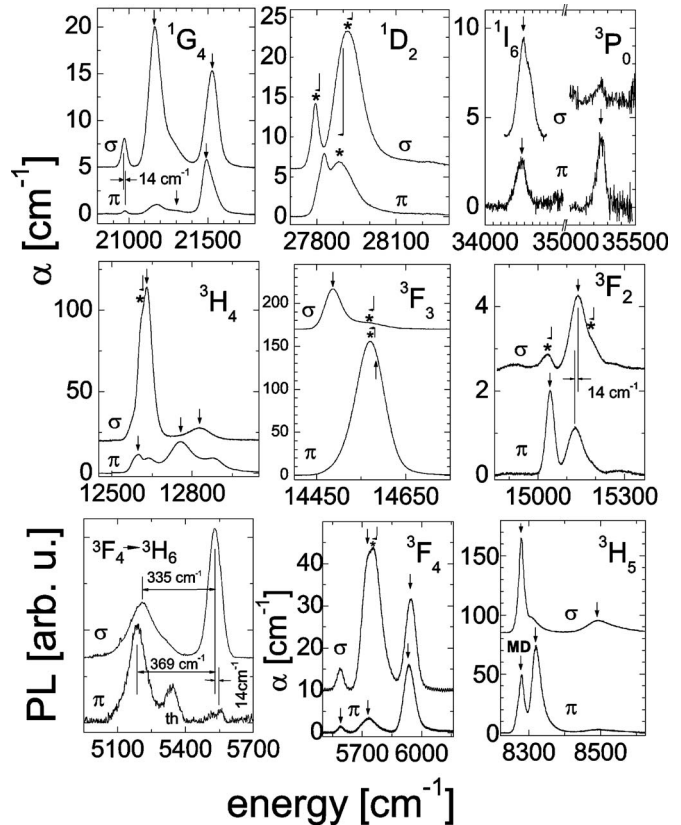 ¹G₄
20
15
10
5
0
σ
π
14 cm⁻¹
21000 21500
¹D₂
25
20
15
10
5
0
*
*
*
σ
π
27800 28100
¹I₆
³P₀
10
5
0
σ
π
34000 35000 35500
α [cm⁻¹]
³H₄
100
50
0
*
σ
π
12500 12800
³F₃
200
150
100
50
0
σ
*
*
π
14450 14650
³F₂
4
2
0
σ
*
*
14 cm⁻¹
π
15000 15300
PL [arb. u.]
³F₄ → ³H₆
335 cm⁻¹
σ
369 cm⁻¹
14cm⁻¹
π
th
5100 5400 5700
α [cm⁻¹]
³F₄
40
30
20
10
0
*
σ
π
5700 6000
³H₅
150
100
50
0
σ
MD
π
8300 8600
energy [cm⁻¹]